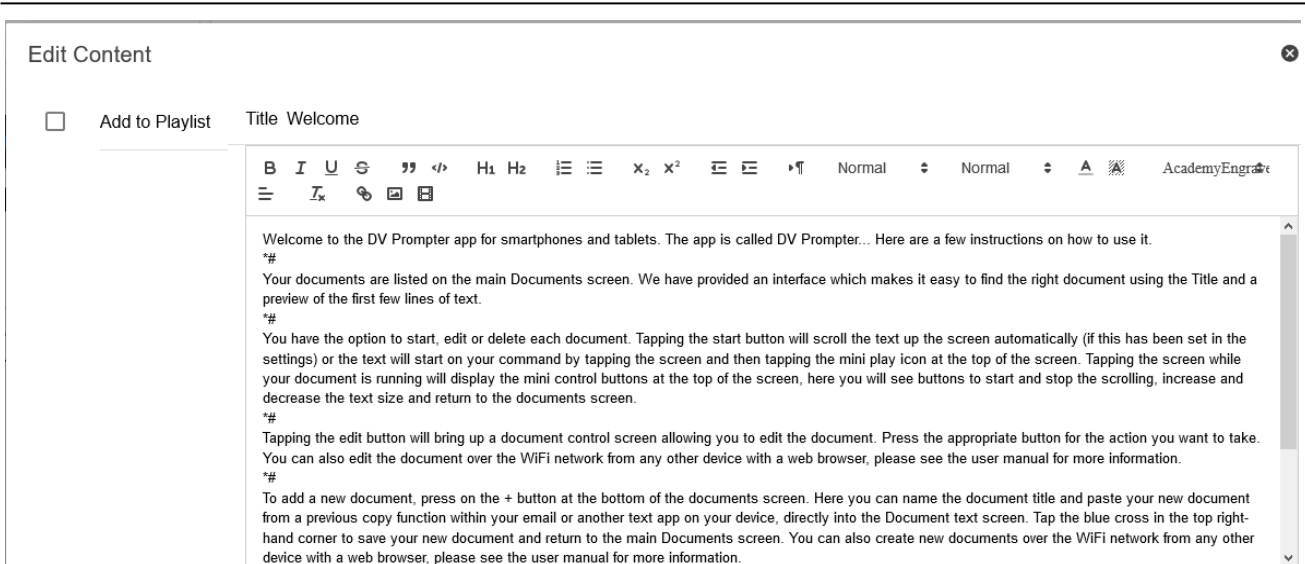 Edit Content
Add to Playlist
Title Welcome
B I U S ❞ </> H1 H2 X2 X² ¶ Normal Normal A A
Tx
Welcome to the DV Prompter app for smartphones and tablets. The app is called DV Prompter... Here are a few instructions on how to use it.
*#
Your documents are listed on the main Documents screen. We have provided an interface which makes it easy to find the right document using the Title and a
preview of the first few lines of text.
*#
You have the option to start, edit or delete each document. Tapping the start button will scroll the text up the screen automatically (if this has been set in the
settings) or the text will start on your command by tapping the screen and then tapping the mini play icon at the top of the screen. Tapping the screen while
your document is running will display the mini control buttons at the top of the screen, here you will see buttons to start and stop the scrolling, increase and
decrease the text size and return to the documents screen.
*#
Tapping the edit button will bring up a document control screen allowing you to edit the document. Press the appropriate button for the action you want to take.
You can also edit the document over the WiFi network from any other device with a web browser, please see the user manual for more information.
*#
To add a new document, press on the + button at the bottom of the documents screen. Here you can name the document title and paste your new document
from a previous copy function within your email or another text app on your device, directly into the Document text screen. Tap the blue cross in the top right-
hand corner to save your new document and return to the main Documents screen. You can also create new documents over the WiFi network from any other
device with a web browser, please see the user manual for more information.